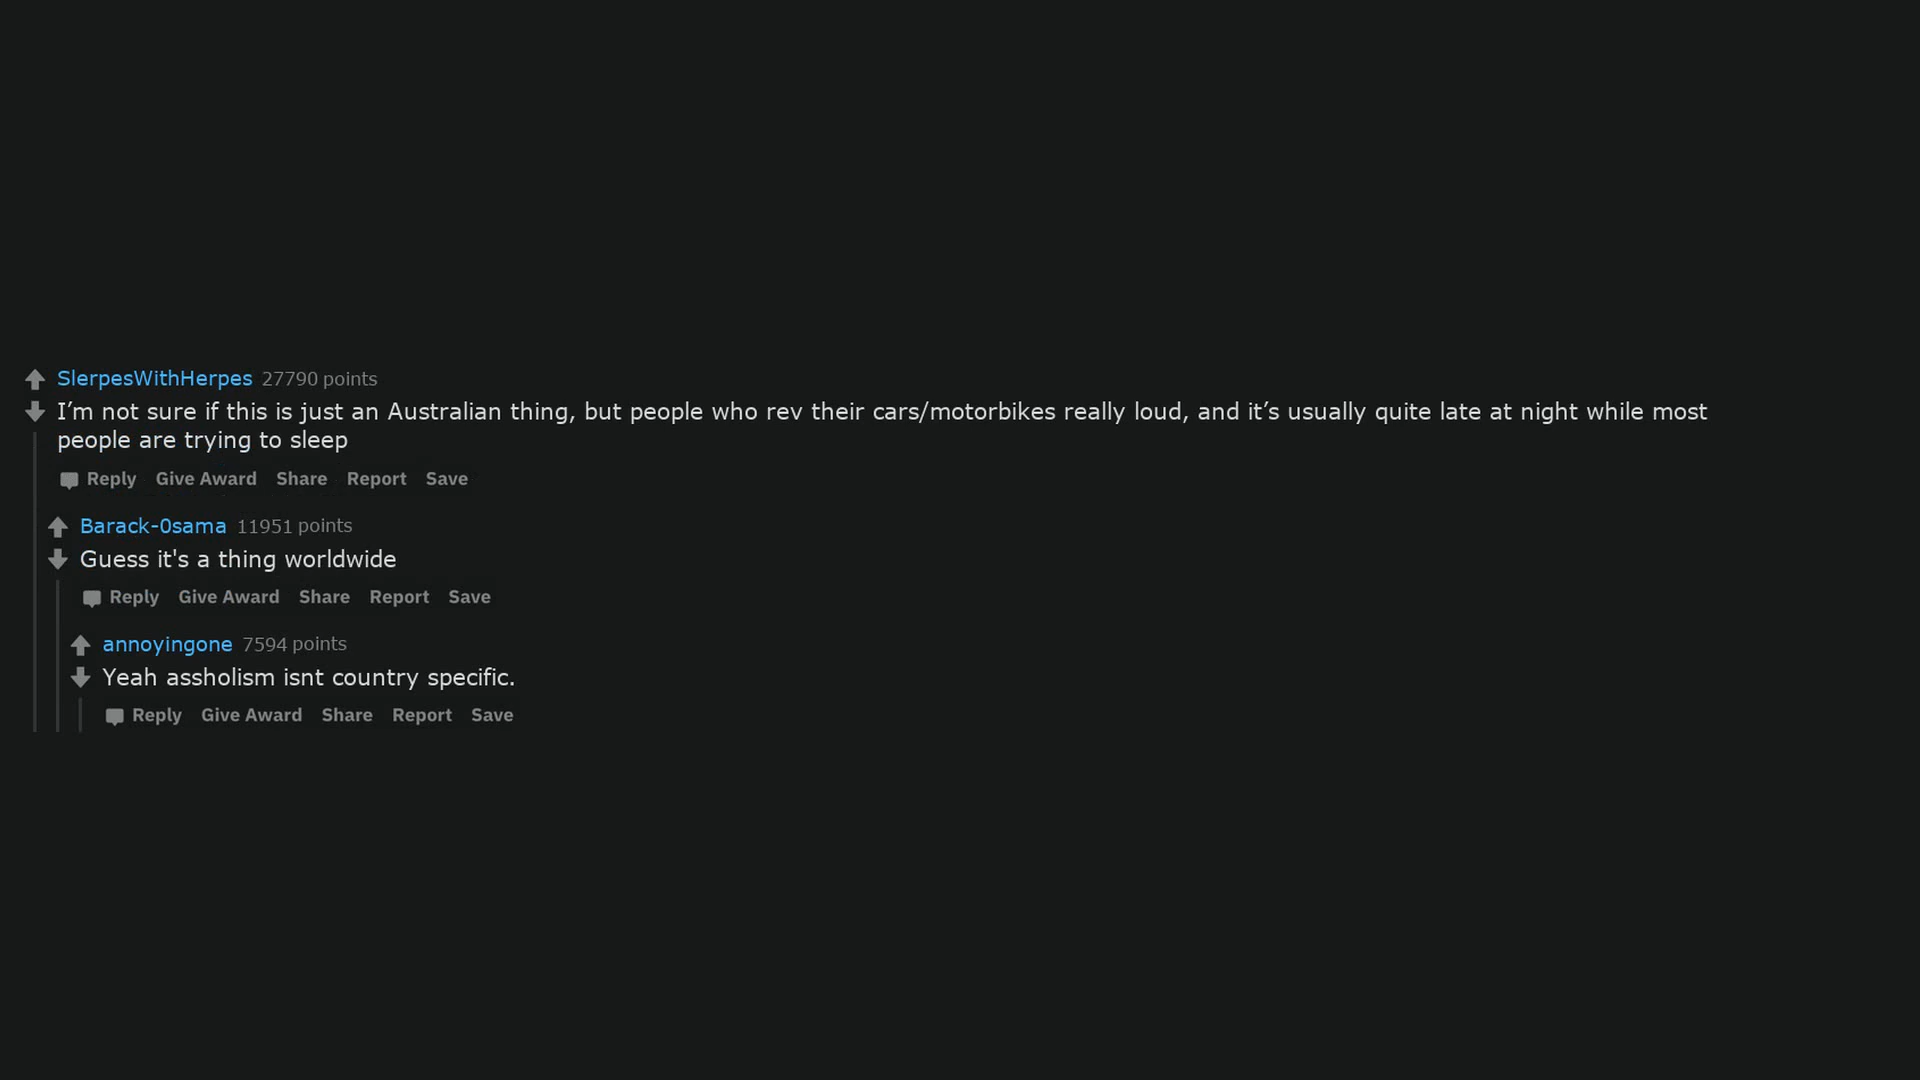 SlerpesWithHerpes 27790 points
I’m not sure if this is just an Australian thing, but people who rev their cars/motorbikes really loud, and it’s usually quite late at night while most
people are trying to sleep
Reply Give Award Share Report Save
Barack-0sama 11951 points
Guess it's a thing worldwide
Reply Give Award Share Report Save
annoyingone 7594 points
Yeah assholism isnt country specific.
Reply Give Award Share Report Save